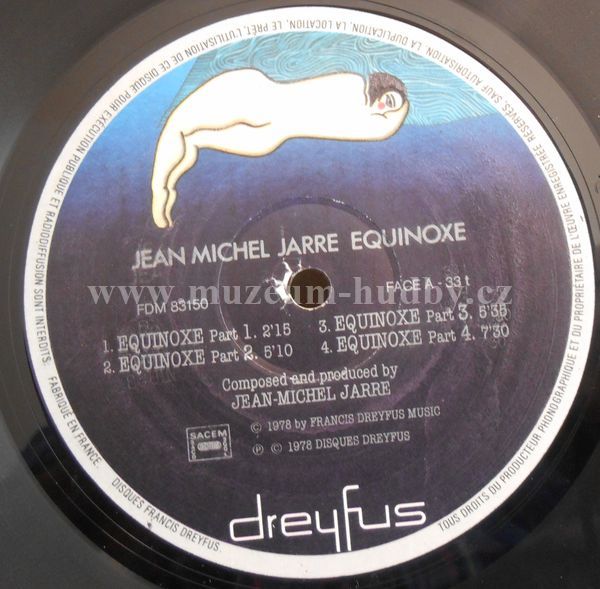 JEAN MICHEL JARRE EQUINOXE
FDM 83150
FACE A - 33 t
1. EQUINOXE Part 1. 2'15
2. EQUINOXE Part 2. 5'10
3. EQUINOXE Part 3. 5'35
4. EQUINOXE Part 4. 7'30
Composed and produced by
JEAN-MICHEL JARRE
© 1978 by FRANCIS DREYFUS MUSIC
℗ © 1978 DISQUES DREYFUS
SACEM
dreyfus
DISQUES FRANCIS DREYFUS.
TOUS DROITS DU PRODUCTEUR PHONOGRAPHIQUE ET DU PROPRIÉTAIRE DE L'ŒUVRE ENREGISTRÉE RÉSERVÉS. SAUF AUTORISATION, LA DUPLICATION, LA LOCATION, LE PRÊT, L'UTILISATION DE CE DISQUE POUR EXÉCUTION PUBLIQUE ET RADIODIFFUSION SONT INTERDITS.
FABRIQUÉ EN FRANCE.
www.muzeum-hudby.cz